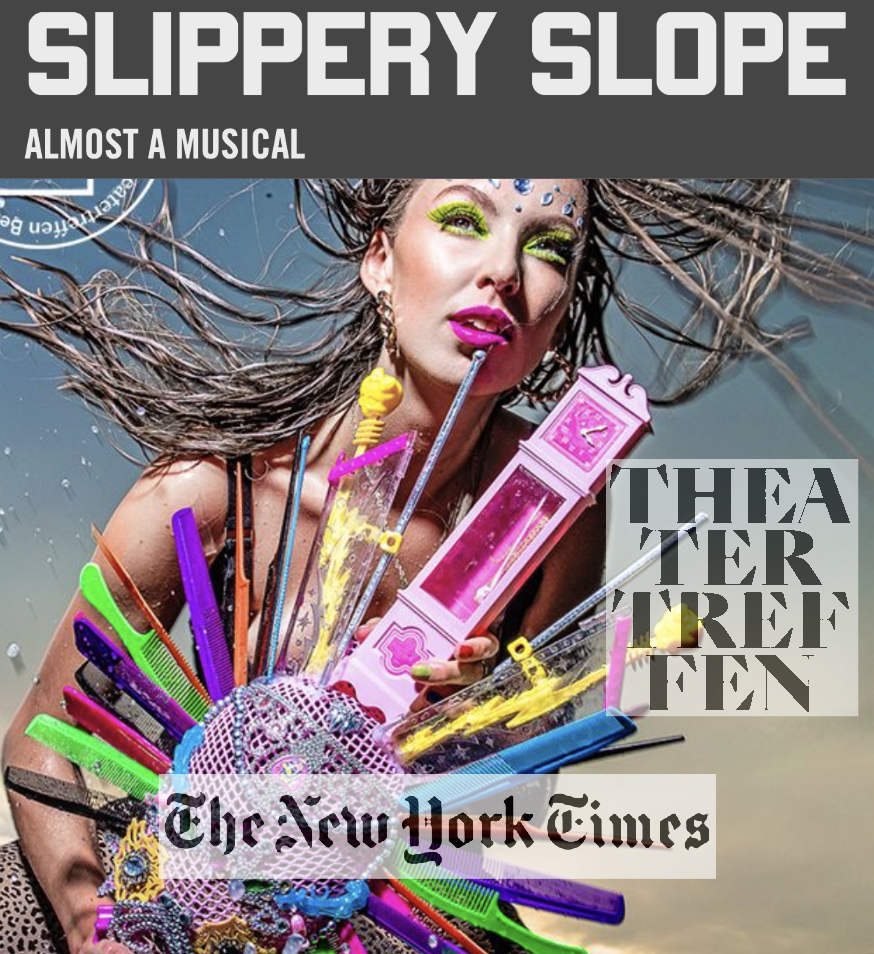 SLIPPERY SLOPE
ALMOST A MUSICAL
THEA
TER
TREF
FEN
The New York Times